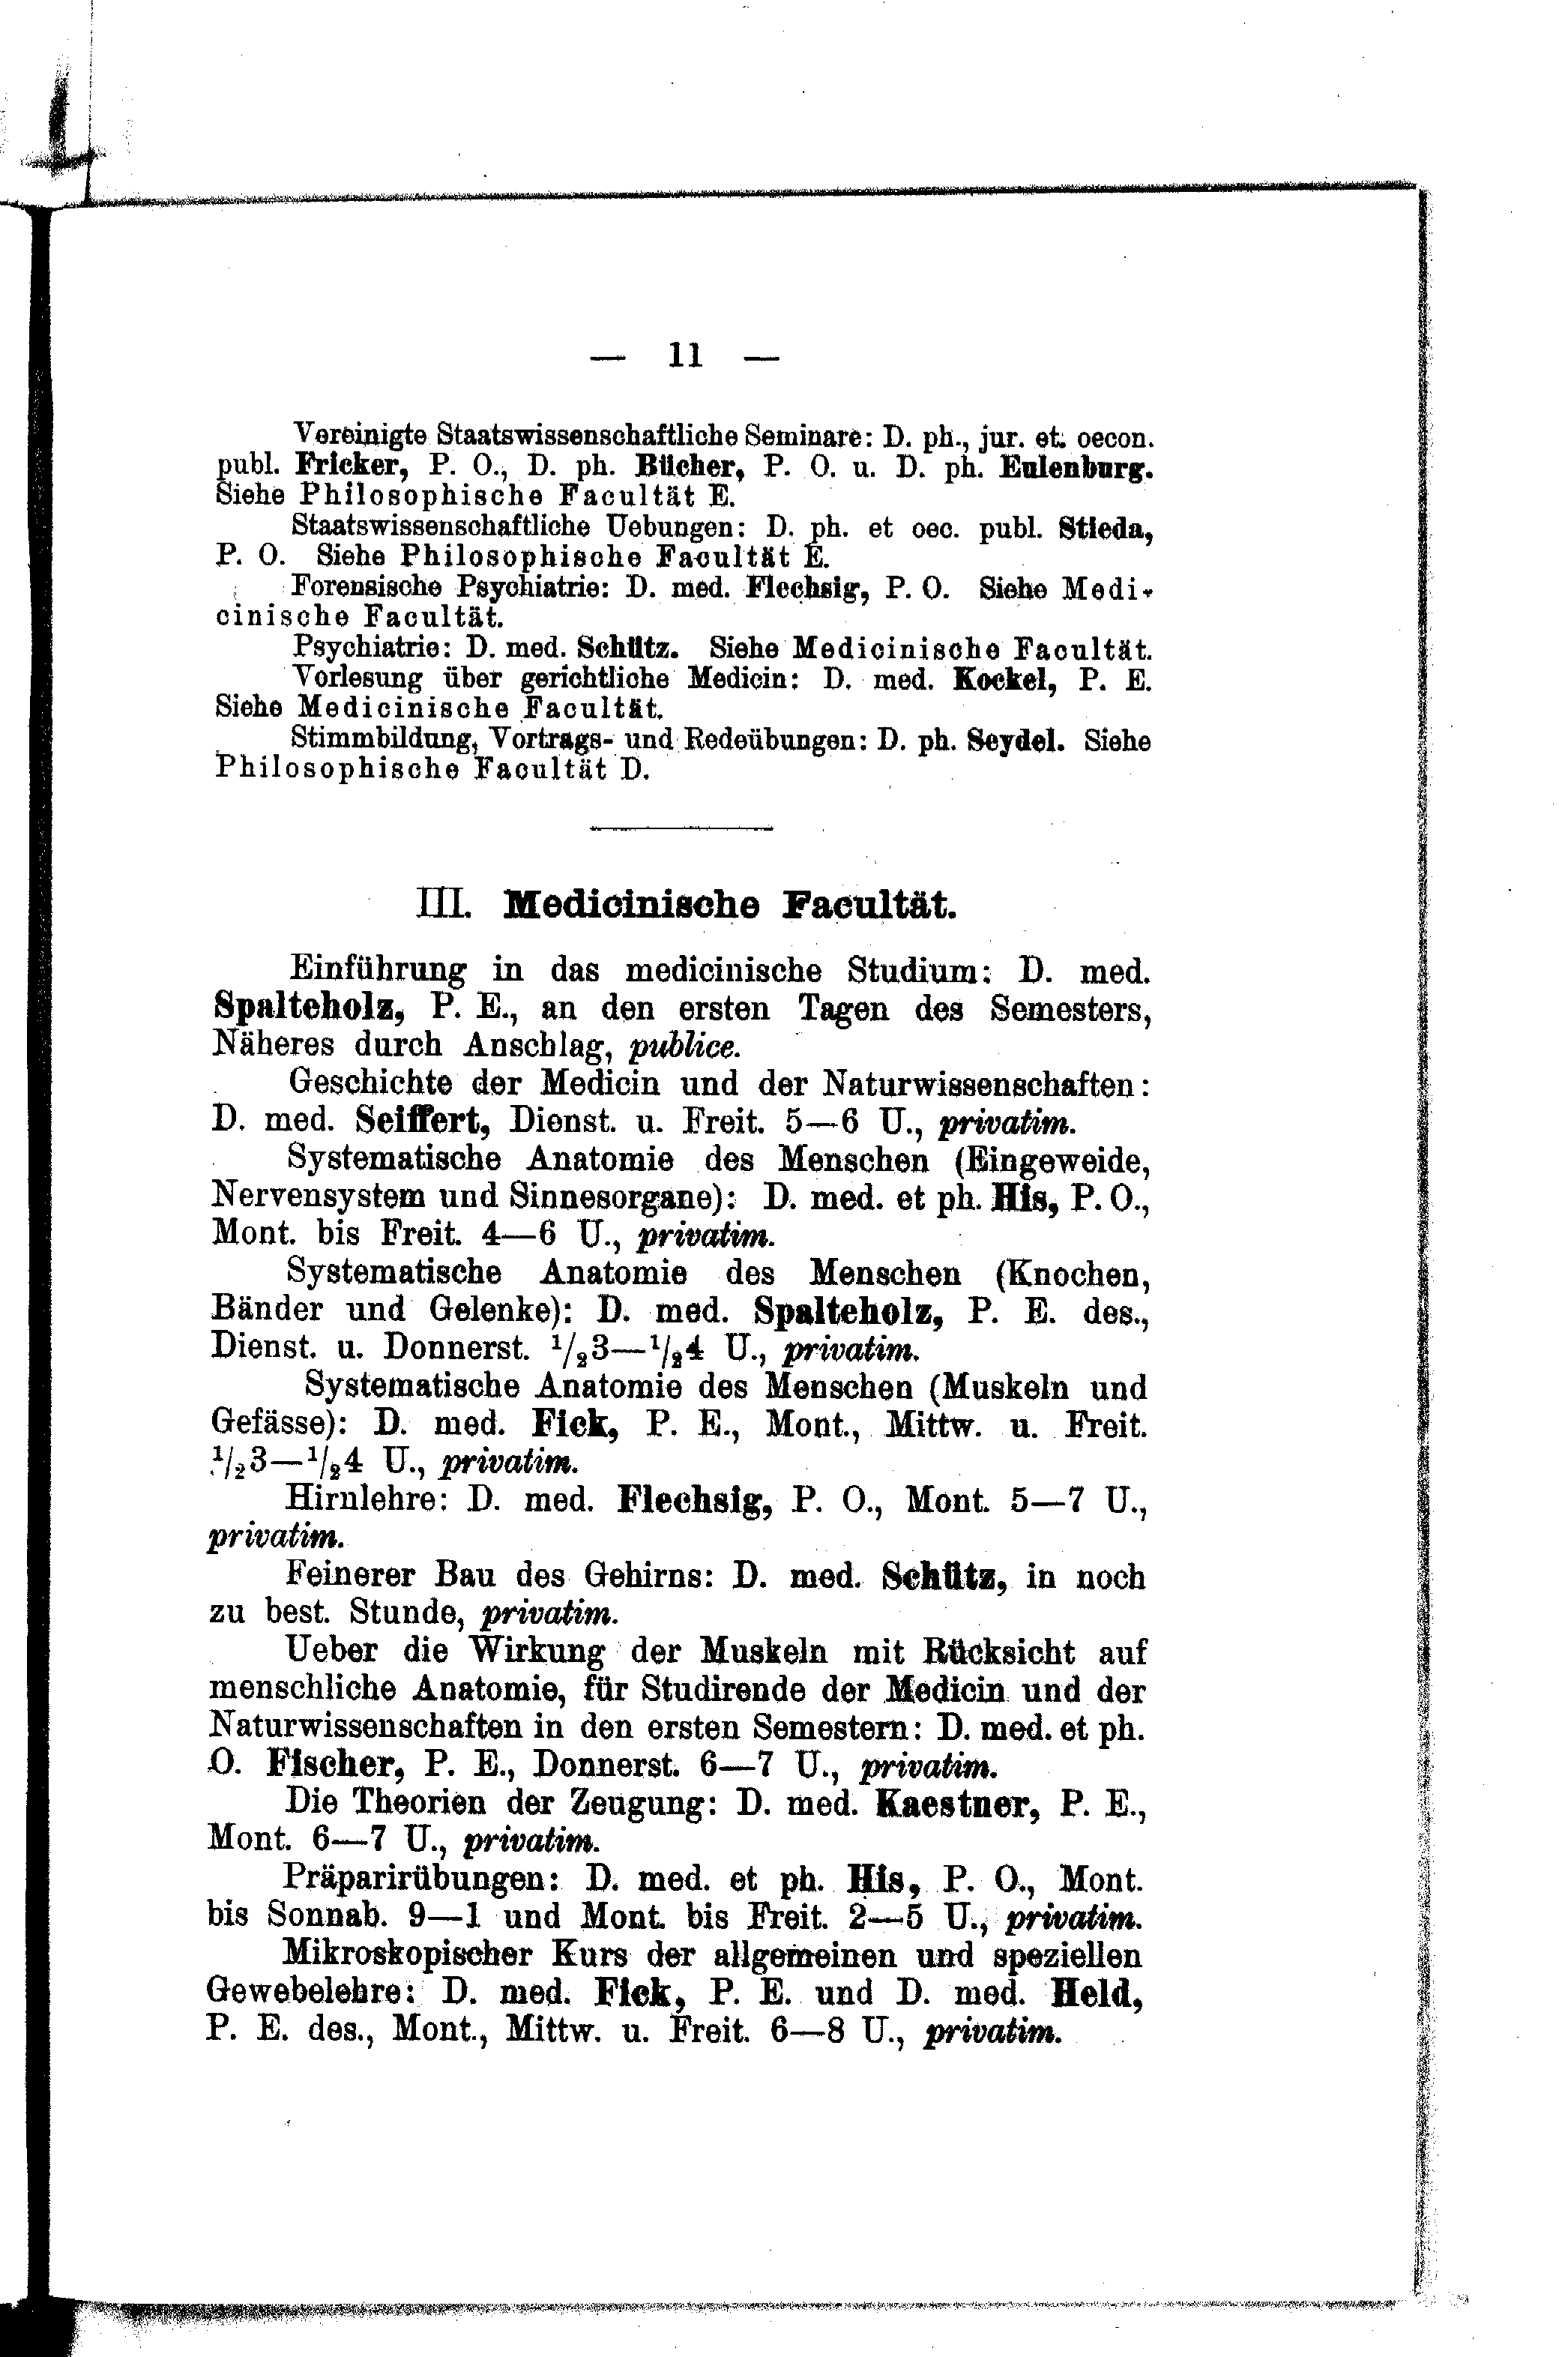 — 11 —
Vereinigte Staatswissenschaftliche Seminare: D. ph., jur. et. oecon.
publ. Fricker, P. O., D. ph. Bücher, P. O. u. D. ph. Eulenburg.
Siehe Philosophische Facultät E.
Staatswissenschaftliche Uebungen: D. ph. et oec. publ. Stieda,
P. O. Siehe Philosophische Facultät E.
Forensische Psychiatrie: D. med. Flechsig, P. O. Siehe Medi-
cinische Facultät.
Psychiatrie: D. med. Schütz. Siehe Medicinische Facultät.
Vorlesung über gerichtliche Medicin: D. med. Kockel, P. E.
Siehe Medicinische Facultät.
Stimmbildung, Vortrags- und Redeübungen: D. ph. Seydel. Siehe
Philosophische Facultät D.
III. Medicinische Facultät.
Einführung in das medicinische Studium: D. med.
Spalteholz, P. E., an den ersten Tagen des Semesters,
Näheres durch Anschlag, publice.
Geschichte der Medicin und der Naturwissenschaften:
D. med. Seiffert, Dienst. u. Freit. 5—6 U., privatim.
Systematische Anatomie des Menschen (Eingeweide,
Nervensystem und Sinnesorgane): D. med. et ph. His, P. O.,
Mont. bis Freit. 4—6 U., privatim.
Systematische Anatomie des Menschen (Knochen,
Bänder und Gelenke): D. med. Spalteholz, P. E. des.,
Dienst. u. Donnerst. 1/23—1/24 U., privatim.
Systematische Anatomie des Menschen (Muskeln und
Gefässe): D. med. Fick, P. E., Mont., Mittw. u. Freit.
1/23—1/24 U., privatim.
Hirnlehre: D. med. Flechsig, P. O., Mont. 5—7 U.,
privatim.
Feinerer Bau des Gehirns: D. med. Schütz, in noch
zu best. Stunde, privatim.
Ueber die Wirkung der Muskeln mit Rücksicht auf
menschliche Anatomie, für Studirende der Medicin und der
Naturwissenschaften in den ersten Semestern: D. med. et ph.
O. Fischer, P. E., Donnerst. 6—7 U., privatim.
Die Theorien der Zeugung: D. med. Kaestner, P. E.,
Mont. 6—7 U., privatim.
Präparirübungen: D. med. et ph. His, P. O., Mont.
bis Sonnab. 9—1 und Mont. bis Freit. 2—5 U., privatim.
Mikroskopischer Kurs der allgemeinen und speziellen
Gewebelehre: D. med. Fick, P. E. und D. med. Held,
P. E. des., Mont., Mittw. u. Freit. 6—8 U., privatim.